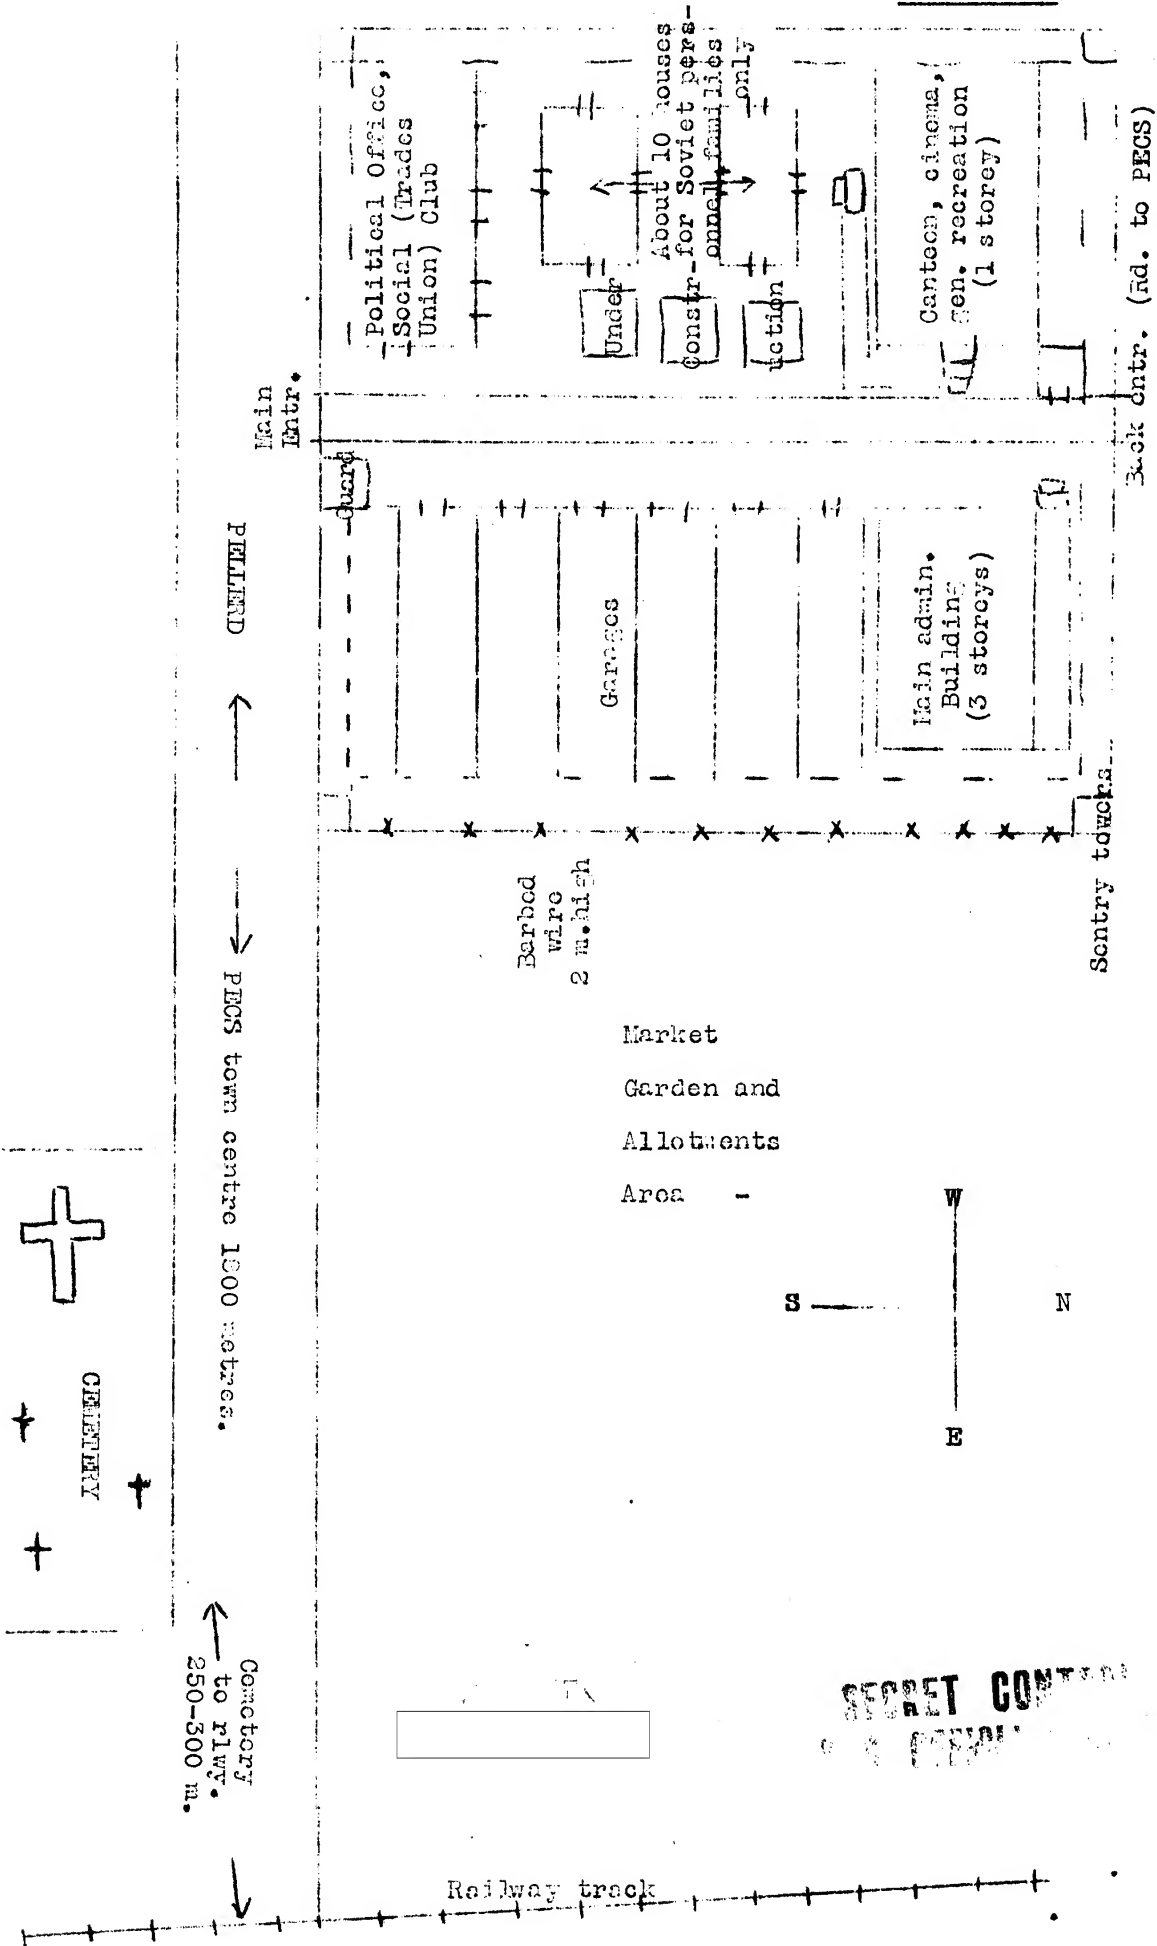 Political Office,
Social (Trades
Union) Club
About 10 houses
for Soviet pers-
onnel families
only
Under
Constr-
uction
Canteen, cinema,
gen. recreation
(1 storey)
Main
Entr.
Back entr. (Rd. to PECS)
Guard
PELLERD
Garages
Main admin.
Building
(3 storeys)
Barbed
wire
2 m. high
Sentry towers
PECS town centre metres.
Market
Garden and
Allotments
Area -
W
S
N
E
CEMETERY
Cemetery
to rlwy.
250-300 m.
SECRET
Railway track